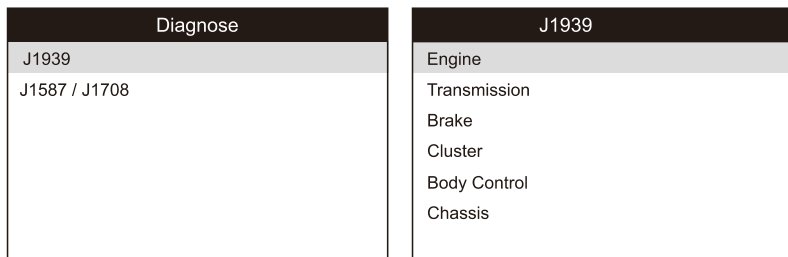 Diagnose
J1939
J1587 / J1708
J1939
Engine
Transmission
Brake
Cluster
Body Control
Chassis